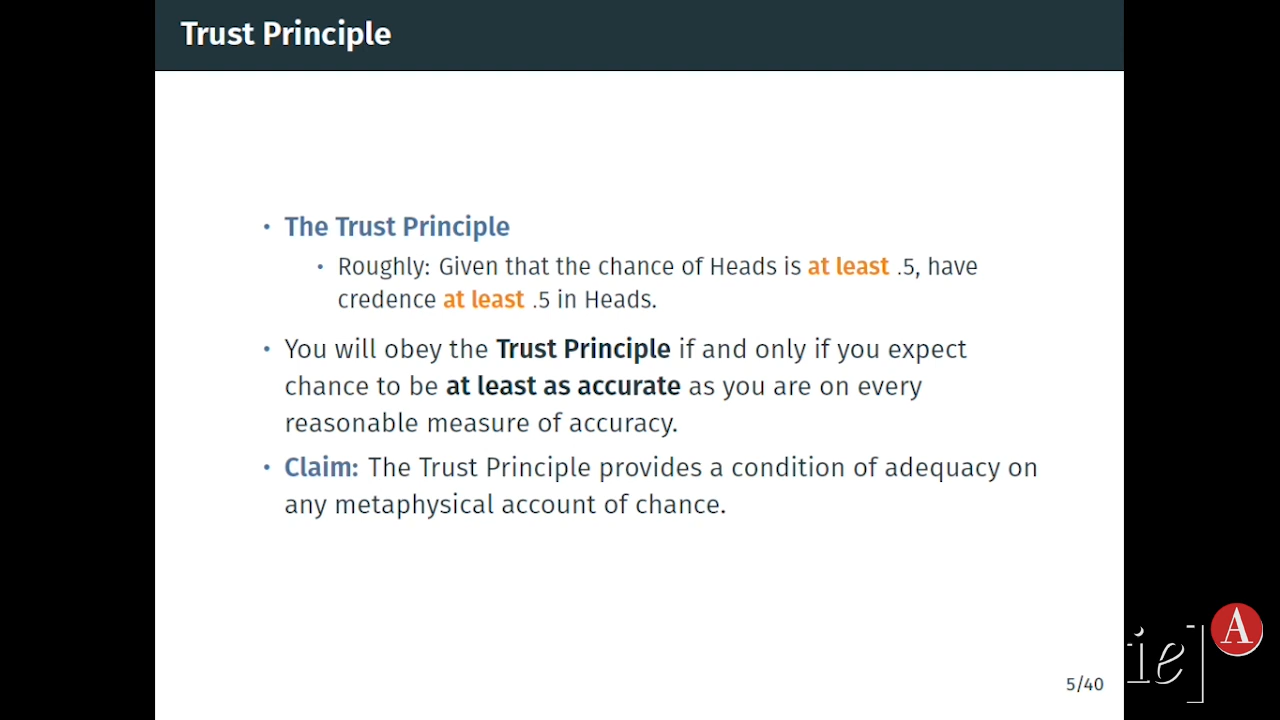 Trust Principle
• The Trust Principle
• Roughly: Given that the chance of Heads is at least .5, have
credence at least .5 in Heads.
• You will obey the Trust Principle if and only if you expect
chance to be at least as accurate as you are on every
reasonable measure of accuracy.
• Claim: The Trust Principle provides a condition of adequacy on
any metaphysical account of chance.
5/40
ie]
A